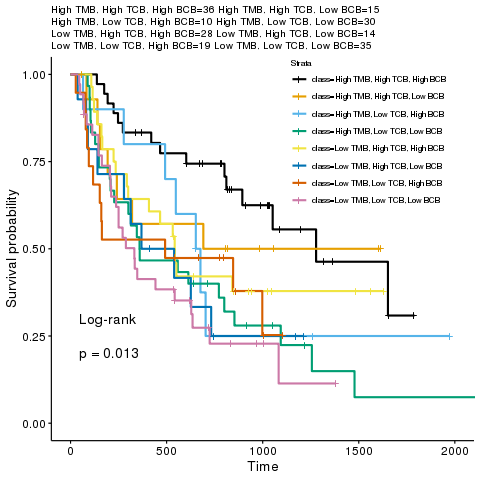 High TMB. High TCB. High BCB=36 High TMB. High TCB. Low BCB=15
High TMB. Low TCB. High BCB=10 High TMB. Low TCB. Low BCB=30
Low TMB. High TCB. High BCB=28 Low TMB. High TCB. Low BCB=14
Low TMB. Low TCB. High BCB=19 Low TMB. Low TCB. Low BCB=35
Strata
class=High TMB. High TCB. High BCB
class=High TMB. High TCB. Low BCB
class=High TMB. Low TCB. High BCB
class=High TMB. Low TCB. Low BCB
class=Low TMB. High TCB. High BCB
class=Low TMB. High TCB. Low BCB
class=Low TMB. Low TCB. High BCB
class=Low TMB. Low TCB. Low BCB
Survival probability
1.00
0.75
0.50
0.25
0.00
Log-rank
p = 0.013
0 500 1000 1500 2000
Time